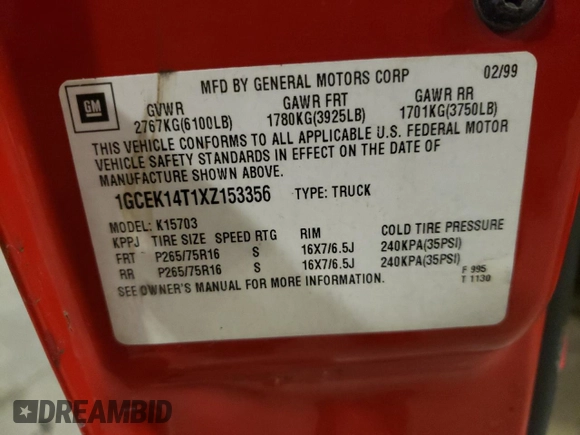 MFD BY GENERAL MOTORS CORP 02/99
GM
GVWR GAWR FRT GAWR RR
2767KG(6100LB) 1780KG(3925LB) 1701KG(3750LB)
THIS VEHICLE CONFORMS TO ALL APPLICABLE U.S. FEDERAL MOTOR
VEHICLE SAFETY STANDARDS IN EFFECT ON THE DATE OF
MANUFACTURE SHOWN ABOVE.
1GCEK14T1XZ153356 TYPE: TRUCK
MODEL: K15703
KPPJ TIRE SIZE SPEED RTG RIM COLD TIRE PRESSURE
FRT P265/75R16 S 16X7/6.5J 240KPA(35PSI)
RR P265/75R16 S 16X7/6.5J 240KPA(35PSI)
SEE OWNER'S MANUAL FOR MORE INFORMATION.
F 995
T 1130
DREAMBID